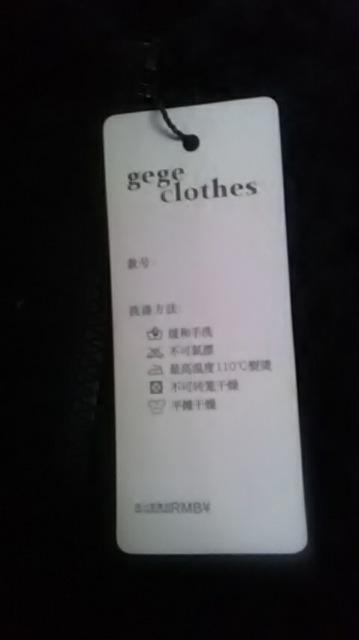 gege
clothes
款号:
洗涤方法:
缓和手洗
不可氯漂
最高温度110℃熨烫
不可转笼干燥
平摊干燥
RMB¥